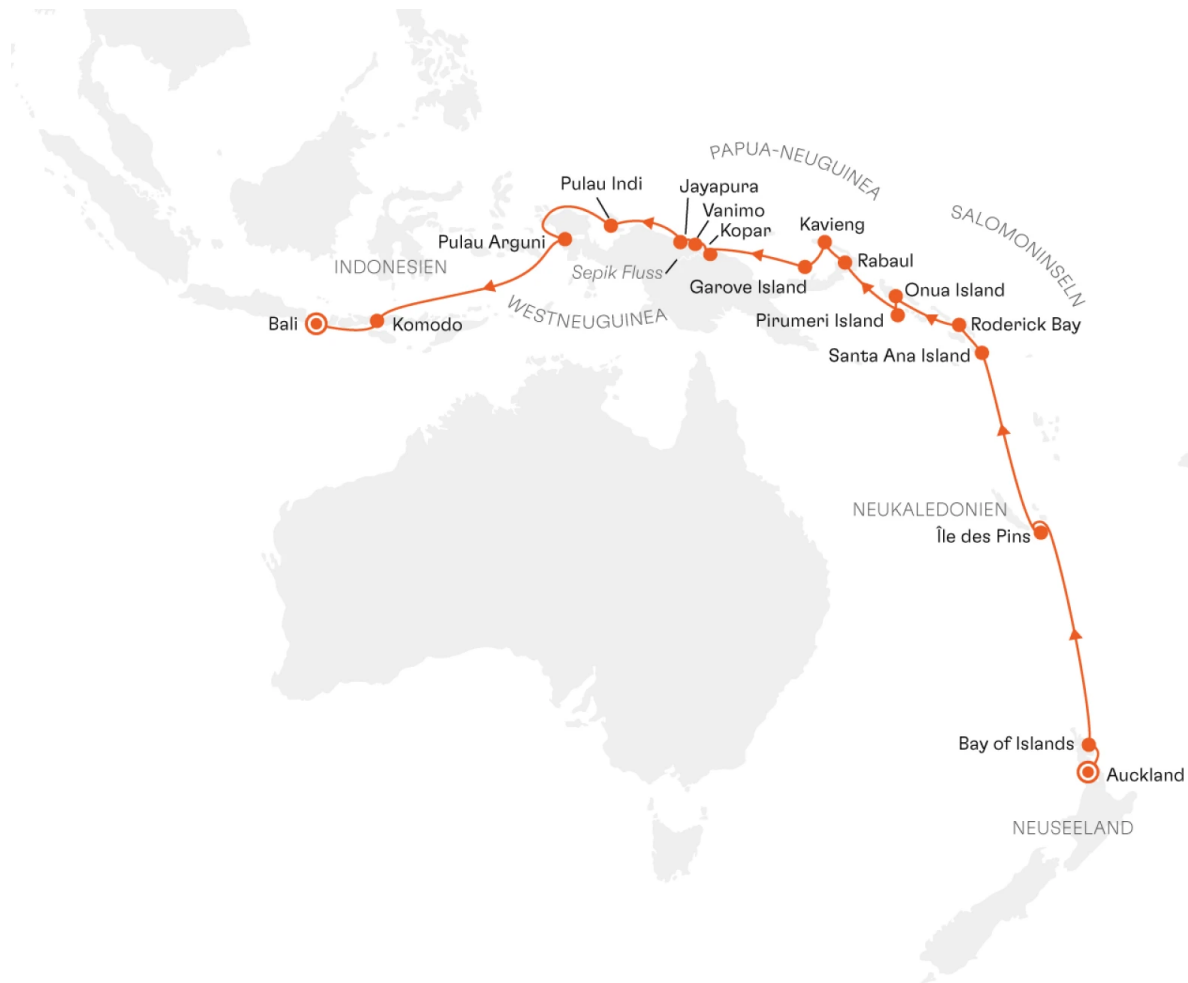 PAPUA-NEUGUINEA
Pulau Indi
Jayapura
Vanimo
Kopar
Kavieng
SALOMONINSELN
Pulau Arguni
Rabaul
INDONESIEN
Sepik Fluss
Garove Island
Onua Island
WESTNEUGUINEA
Pirumeri Island
Bali
Komodo
Roderick Bay
Santa Ana Island
NEUKALEDONIEN
Île des Pins
Bay of Islands
Auckland
NEUSEELAND